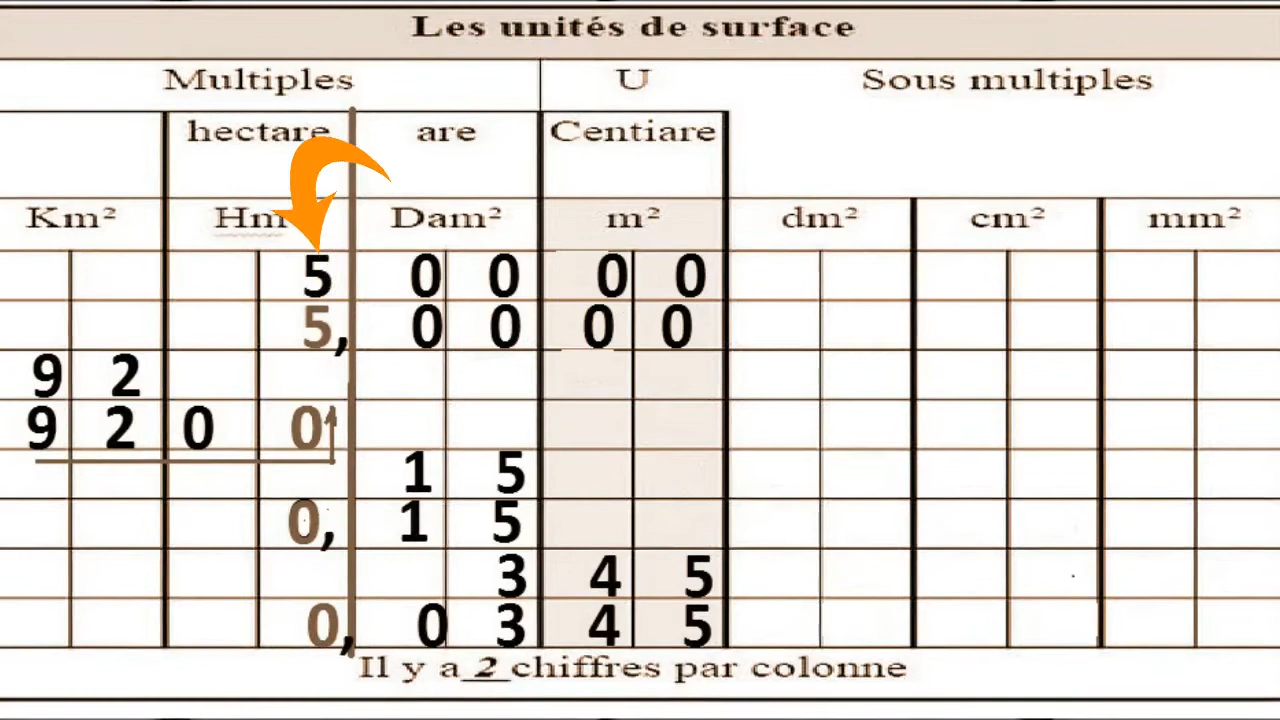 Les unités de surface
Multiples U Sous multiples
hectare are Centiare
Km² Hm Dam² m² dm² cm² mm²
5 0 0 0 0
5, 0 0 0 0
9 2
9 2 0 0
1 5
0, 1 5
3 4 5
0, 0 3 4 5
Il y a 2 chiffres par colonne